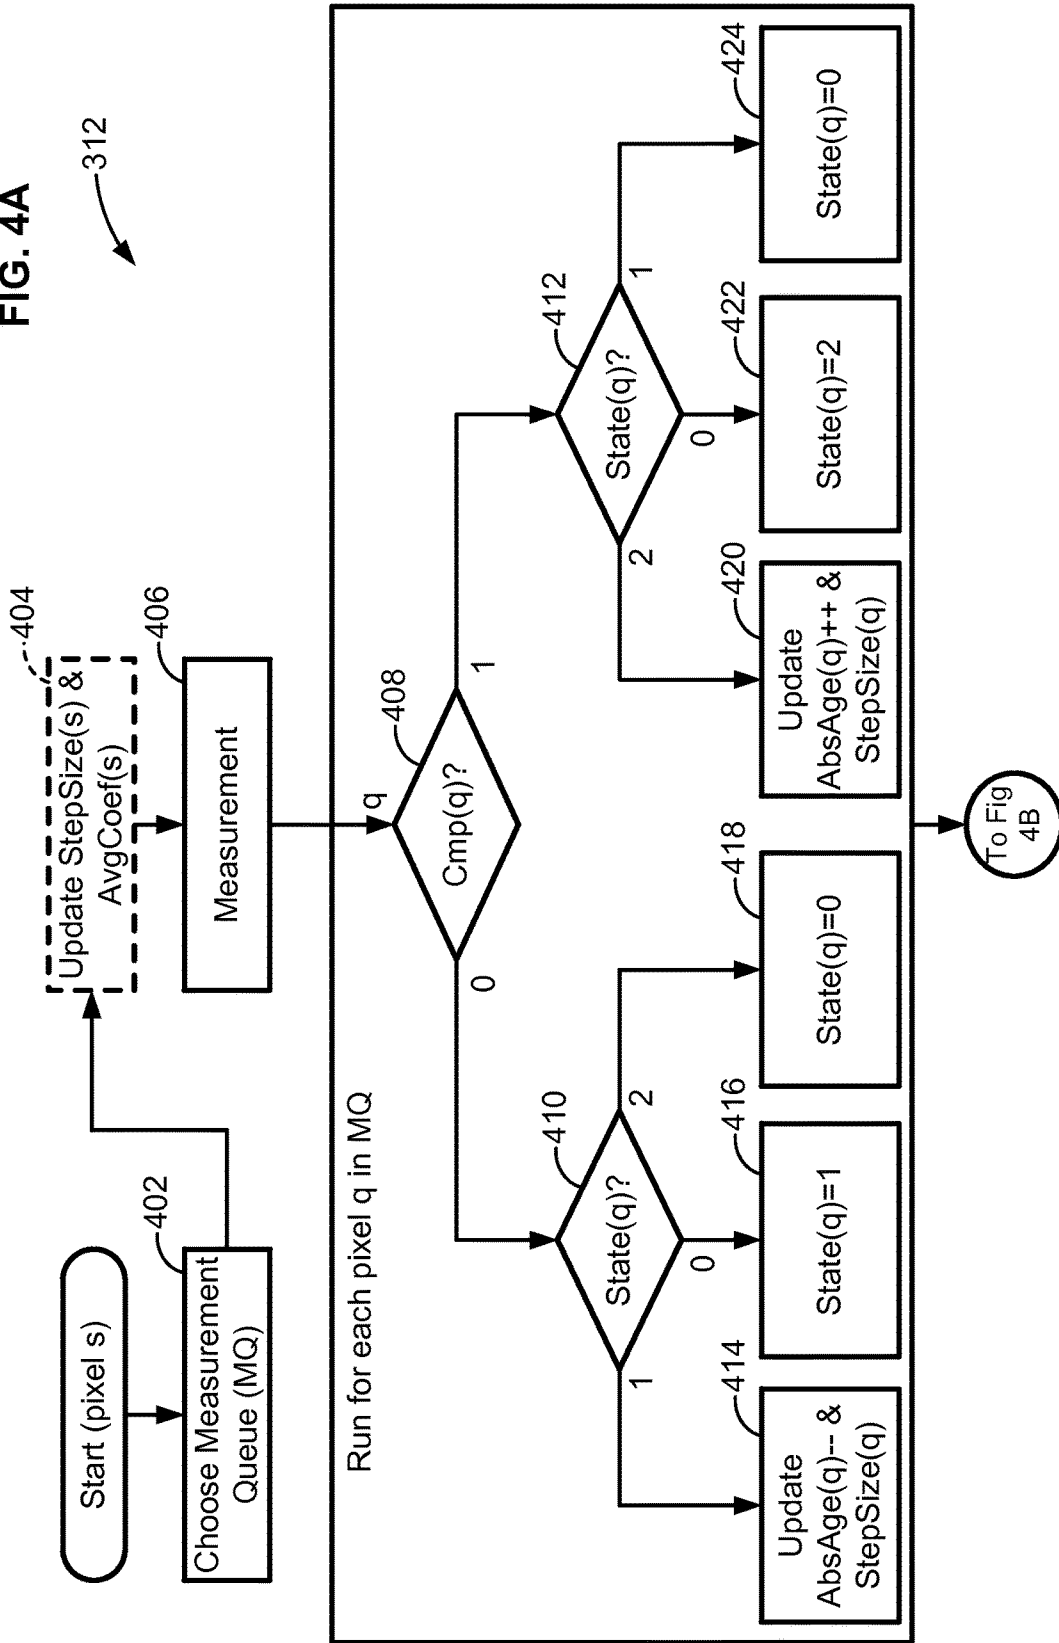 FIG. 4A
312
Start (pixel s)
402
Choose Measurement
Queue (MQ)
404
Update StepSize(s) &
AvgCoef(s)
406
Measurement
Run for each pixel q in MQ
q
408
Cmp(q)?
0
1
410
State(q)?
1
0
2
412
State(q)?
2
0
1
414
Update
AbsAge(q)-- &
StepSize(q)
416
State(q)=1
418
State(q)=0
420
Update
AbsAge(q)++ &
StepSize(q)
422
State(q)=2
424
State(q)=0
To Fig
4B